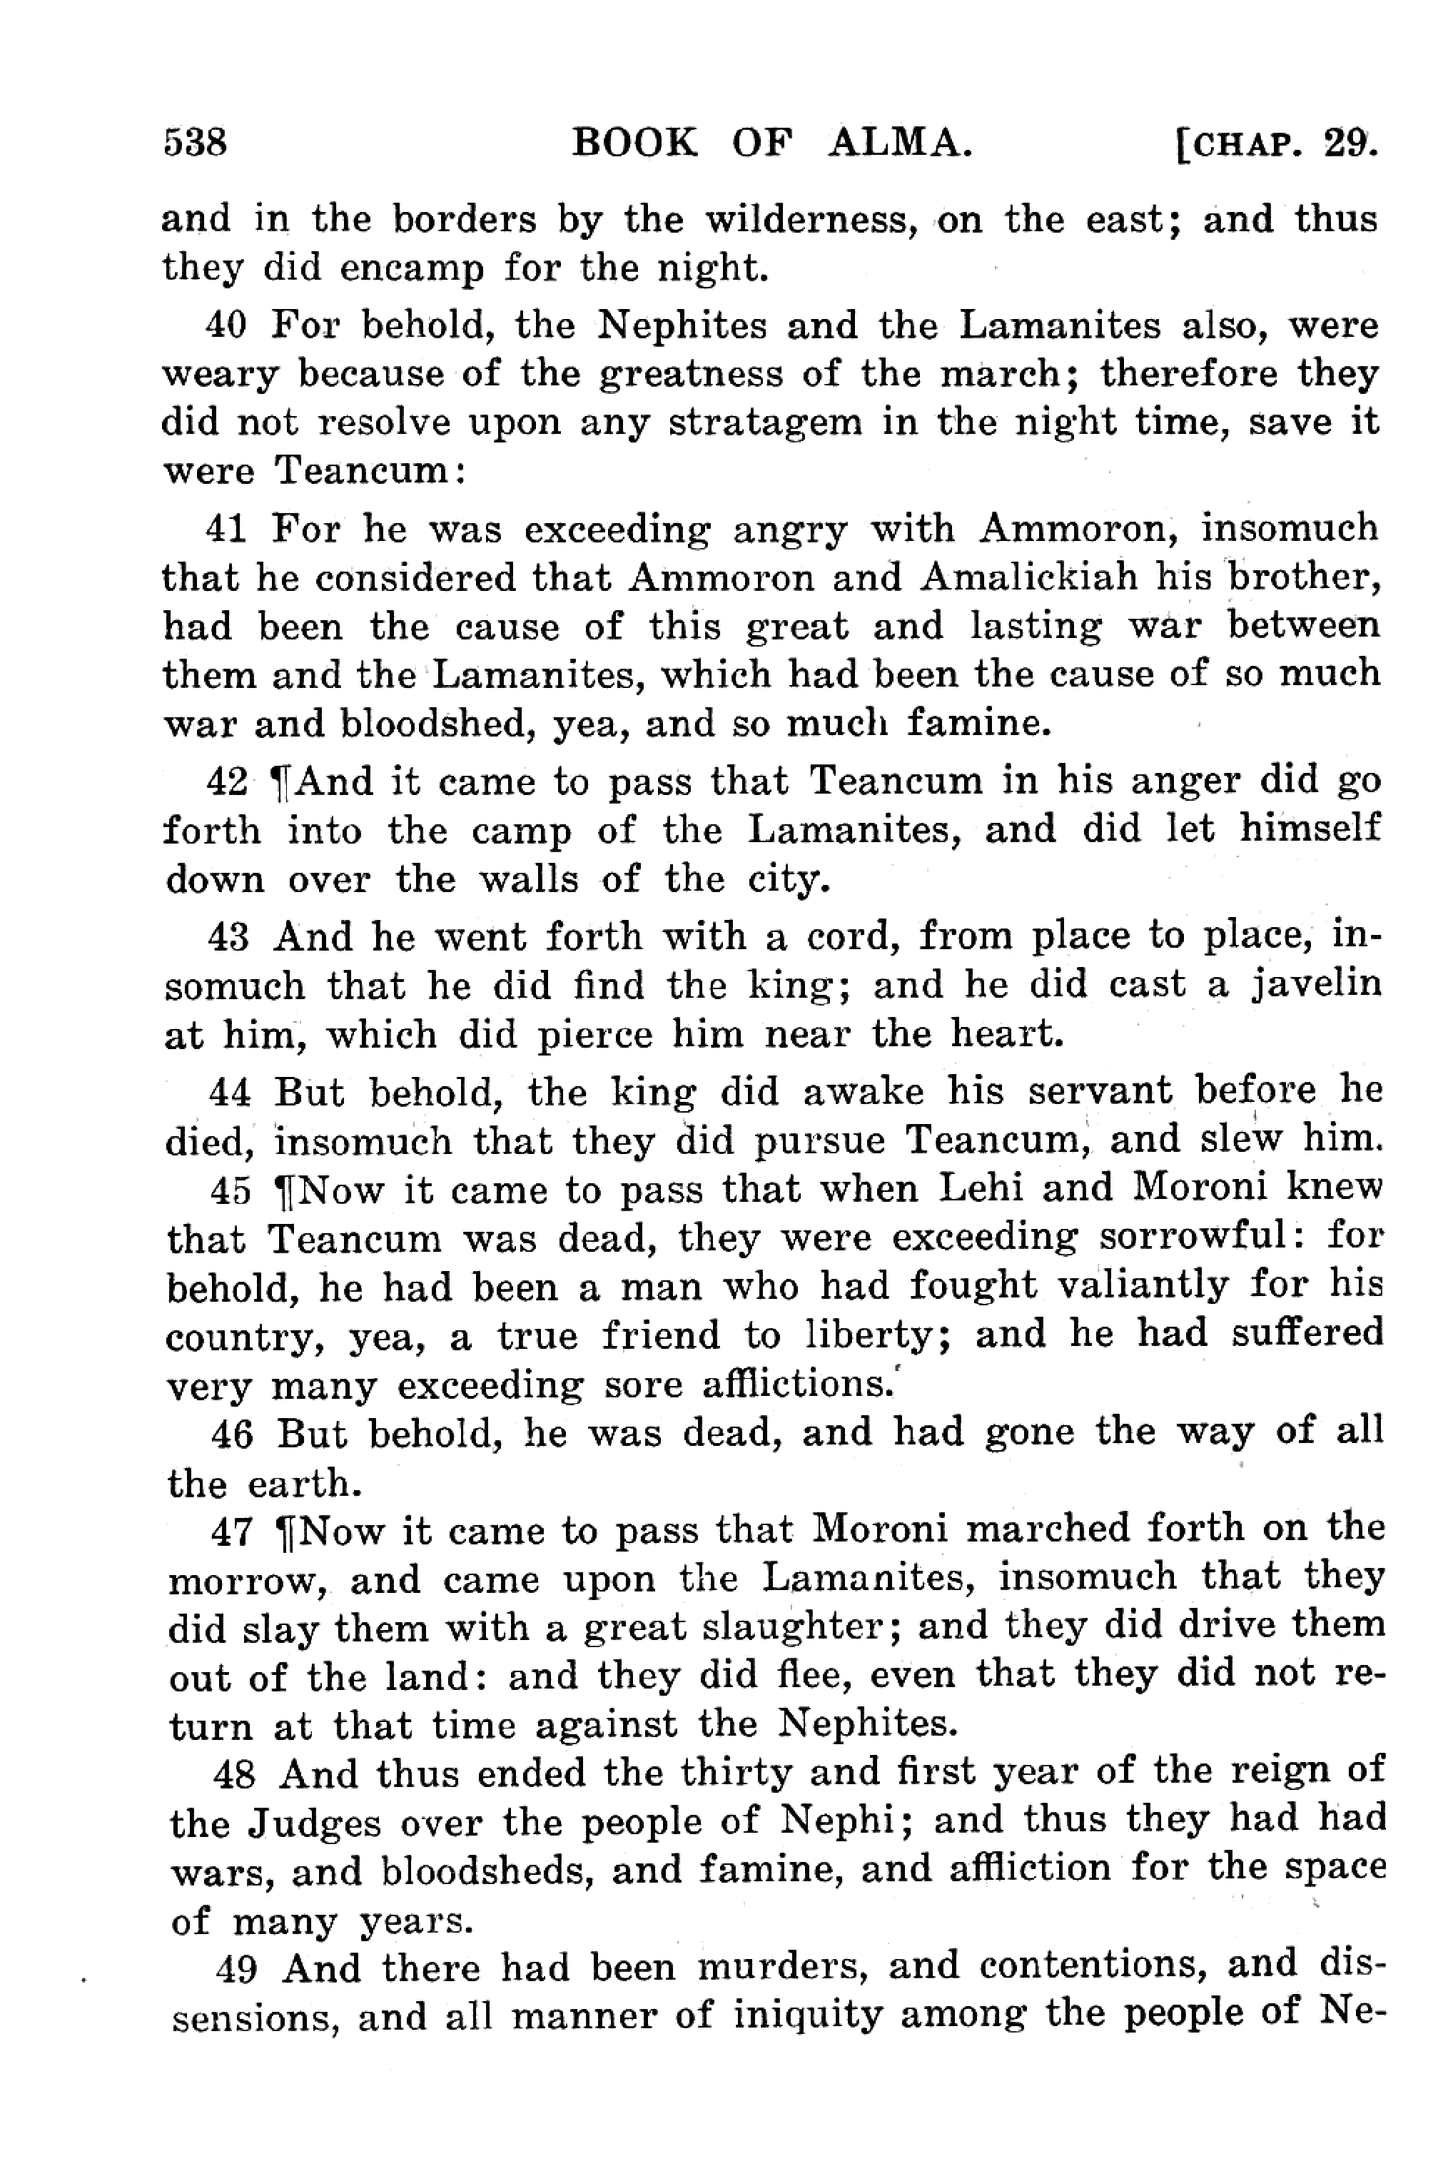 538 BOOK OF ALMA. [CHAP. 29.
and in the borders by the wilderness, on the east; and thus
they did encamp for the night.
40 For behold, the Nephites and the Lamanites also, were
weary because of the greatness of the march; therefore they
did not resolve upon any stratagem in the night time, save it
were Teancum:
41 For he was exceeding angry with Ammoron, insomuch
that he considered that Ammoron and Amalickiah his brother,
had been the cause of this great and lasting war between
them and the Lamanites, which had been the cause of so much
war and bloodshed, yea, and so much famine.
42 ¶And it came to pass that Teancum in his anger did go
forth into the camp of the Lamanites, and did let himself
down over the walls of the city.
43 And he went forth with a cord, from place to place, in-
somuch that he did find the king; and he did cast a javelin
at him, which did pierce him near the heart.
44 But behold, the king did awake his servant before he
died, insomuch that they did pursue Teancum, and slew him.
45 ¶Now it came to pass that when Lehi and Moroni knew
that Teancum was dead, they were exceeding sorrowful: for
behold, he had been a man who had fought valiantly for his
country, yea, a true friend to liberty; and he had suffered
very many exceeding sore afflictions.
46 But behold, he was dead, and had gone the way of all
the earth.
47 ¶Now it came to pass that Moroni marched forth on the
morrow, and came upon the Lamanites, insomuch that they
did slay them with a great slaughter; and they did drive them
out of the land: and they did flee, even that they did not re-
turn at that time against the Nephites.
48 And thus ended the thirty and first year of the reign of
the Judges over the people of Nephi; and thus they had had
wars, and bloodsheds, and famine, and affliction for the space
of many years.
49 And there had been murders, and contentions, and dis-
sensions, and all manner of iniquity among the people of Ne-